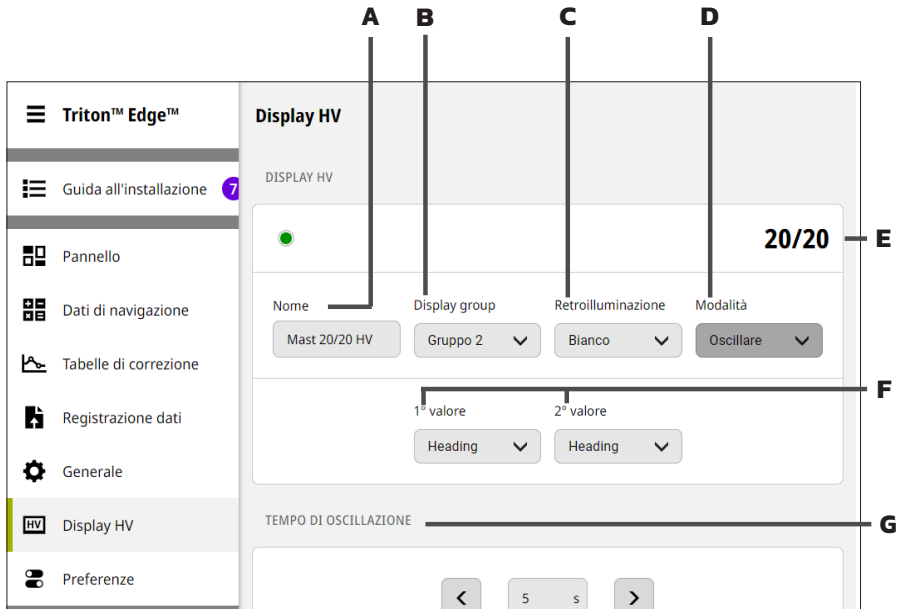 A B C D
Triton™ Edge™
Display HV
Guida all'installazione 7
DISPLAY HV
20/20 E
Pannello
Nome Display group Retroilluminazione Modalità
Dati di navigazione
Mast 20/20 HV Gruppo 2 Bianco Oscillare
Tabelle di correzione
F
1° valore 2° valore
Registrazione dati
Heading Heading
Generale
TEMPO DI OSCILLAZIONE G
HV Display HV
Preferenze
5 s